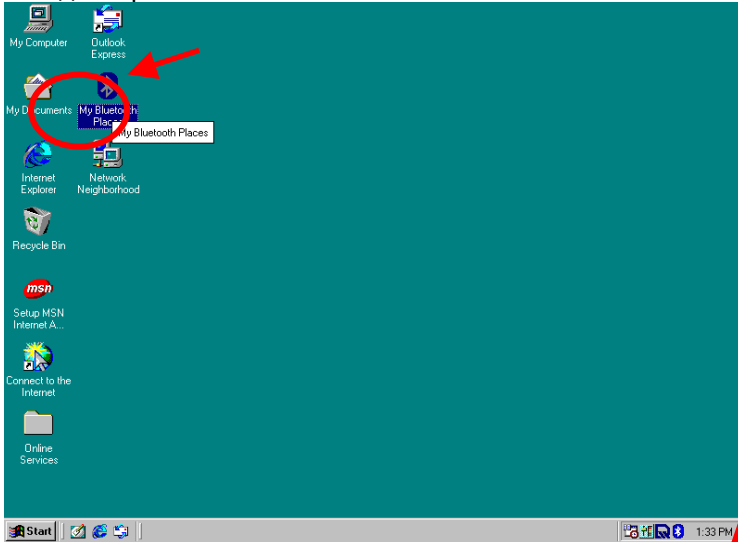 My Computer
Outlook
Express
My Documents
My Bluetooth
Places
My Bluetooth Places
Internet
Explorer
Network
Neighborhood
Recycle Bin
msn
Setup MSN
Internet A...
Connect to the
Internet
Online
Services
Start
1:33 PM